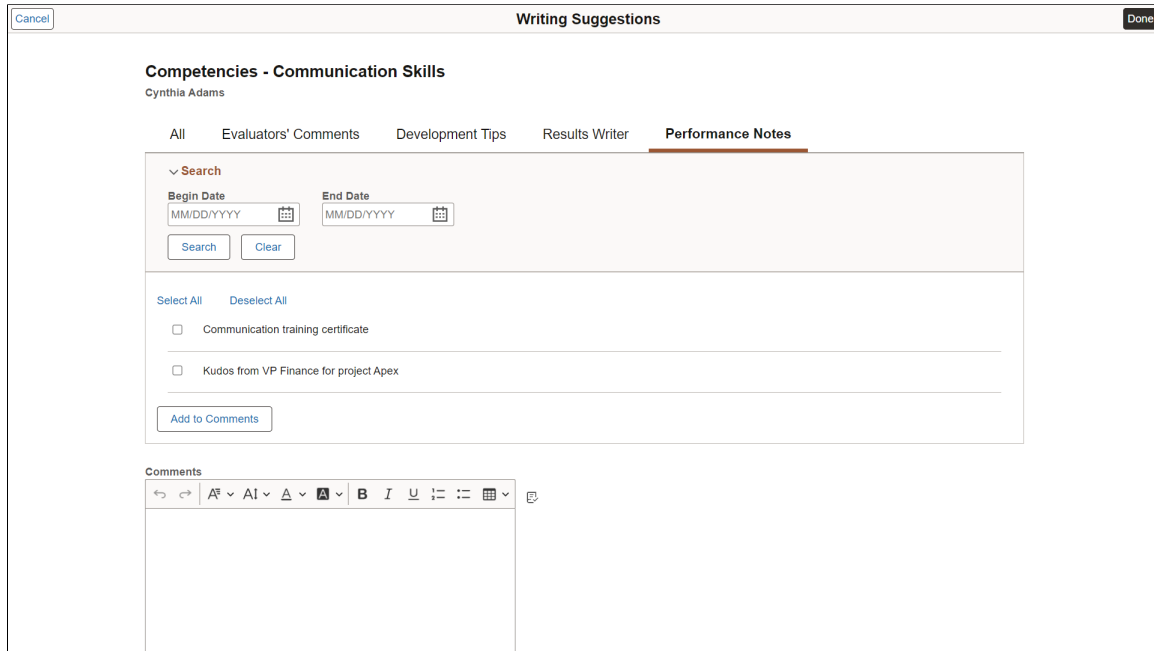 Cancel Writing Suggestions Done
Competencies - Communication Skills
Cynthia Adams
All Evaluators' Comments Development Tips Results Writer Performance Notes
Search
Begin Date End Date
MM/DD/YYYY MM/DD/YYYY
Search Clear
Select All Deselect All
Communication training certificate
Kudos from VP Finance for project Apex
Add to Comments
Comments